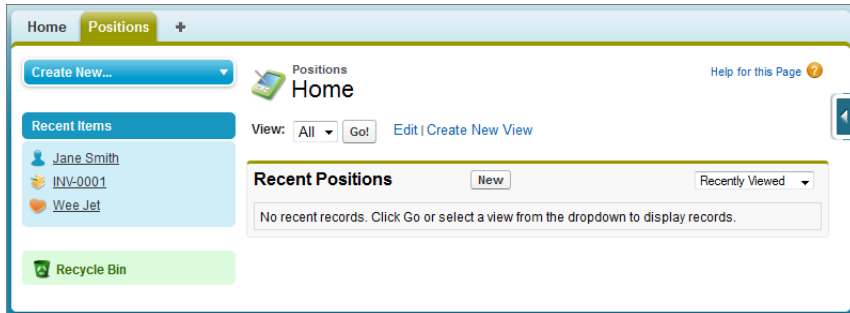 Home Positions +
Create New...
Recent Items
Jane Smith
INV-0001
Wee Jet
Recycle Bin
Positions
Home
Help for this Page ?
View: All Go! Edit | Create New View
Recent Positions New Recently Viewed
No recent records. Click Go or select a view from the dropdown to display records.